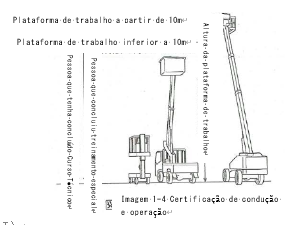 Plataforma de trabalho a partir de 10m
Plataforma de trabalho inferior a 10m
Pessoa que tenha concluído Curso Técnico
Pessoa que concluiu treinamento especial
Altura da plataforma de trabalho
Imagem 1-4 Certificação de condução
e operação